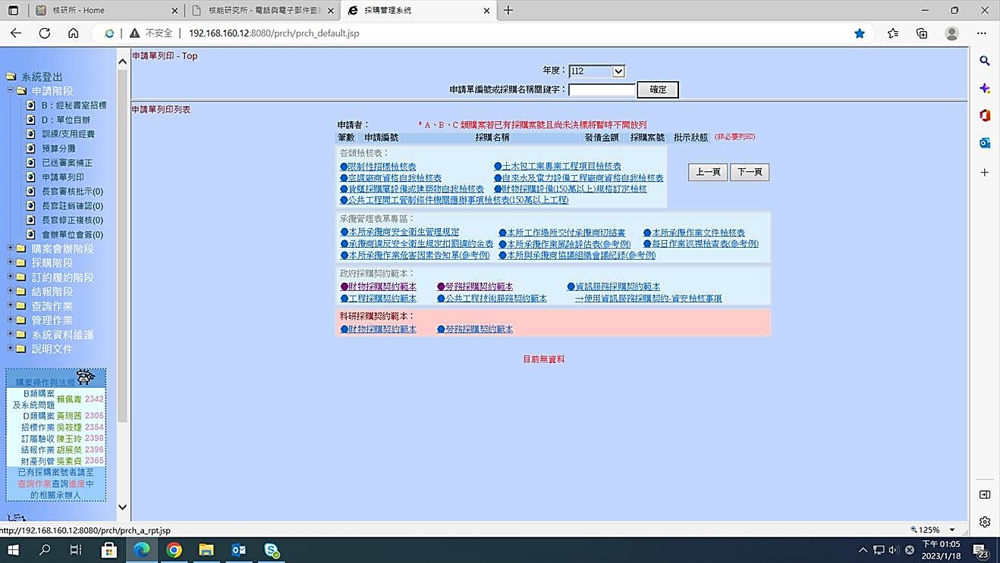 核研所 - Home
核能研究所 - 電話與電子郵件查詢
採購管理系統
不安全 192.168.160.12:8080/prch/prch_default.jsp
系統登出
申請階段
B：經秘書室招標
D：單位自辦
訓練/支用經費
預算分攤
已送審案補正
申請單列印
長官審核批示(0)
長官註銷確認(0)
長官修正複核(0)
會辦單位會簽(0)
購案會辦階段
採購階段
訂約履約階段
結報階段
查詢作業
管理作業
系統資料維護
說明文件
購案操作與法規
B類購案
及系統問題 賴佩青 2342
D類購案 黃琬茜 2305
招標作業 吳筱婕 2354
訂履驗收 陳玉玲 2398
結報作業 胡展榮 2396
財產列管 吳素貞 2365
已有採購案號者請至
查詢作業查詢進度中
的相關承辦人
申請單列印 - Top
年度： 112
申請單編號或採購名稱關鍵字： 確定
申請單列印列表
申請者： * A、B、C 類購案若已有採購案號且尚未決標將暫時不開放列
筆數 申請編號 採購名稱 發債金額 採購案號 批示狀態 (非必要列印)
各類檢核表：
限制性招標檢核表 土木包工業專業工程項目檢核表
空調廠商資格自我檢核表 自來水及電力設備工程廠商資格自我檢核表
貨櫃採購屬設備或建築物自我檢核表 財物採購設備(150萬以上)規格訂定檢核
公共工程開工管制條件機關應辦事項檢核表(150萬以上工程)
上一頁 下一頁
承攬管理表單專區：
本所承攬商安全衛生管理規定 本所工作場所交付承攬商切結書 本所承攬作業文件檢核表
承攬商違反安全衛生規定扣罰違約金表 本所承攬作業風險評估表(參考例) 每日作業巡視檢查表(參考例)
本所承攬作業危害因素告知單(參考例) 本所與承攬商協議組織會議紀錄(參考例)
政府採購契約範本：
財物採購契約範本 勞務採購契約範本 資訊服務採購契約範本
工程採購契約範本 公共工程技術服務契約範本 →使用資訊服務採購契約-資安檢核事項
科研採購契約範本：
財物採購契約範本 勞務採購契約範本
目前無資料
http://192.168.160.12:8080/prch/prch_a_rpt.jsp
125%
下午 01:05
2023/1/18
23